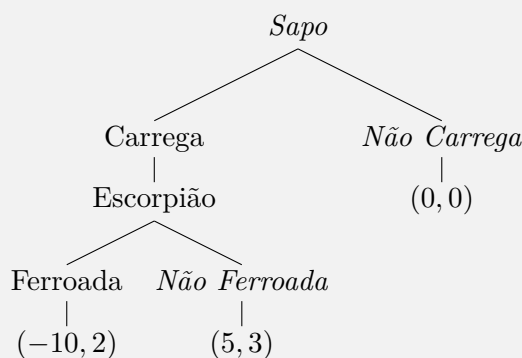 Sapo
Carrega Não Carrega
Escorpião (0, 0)
Ferroada Não Ferroada
(−10, 2) (5, 3)